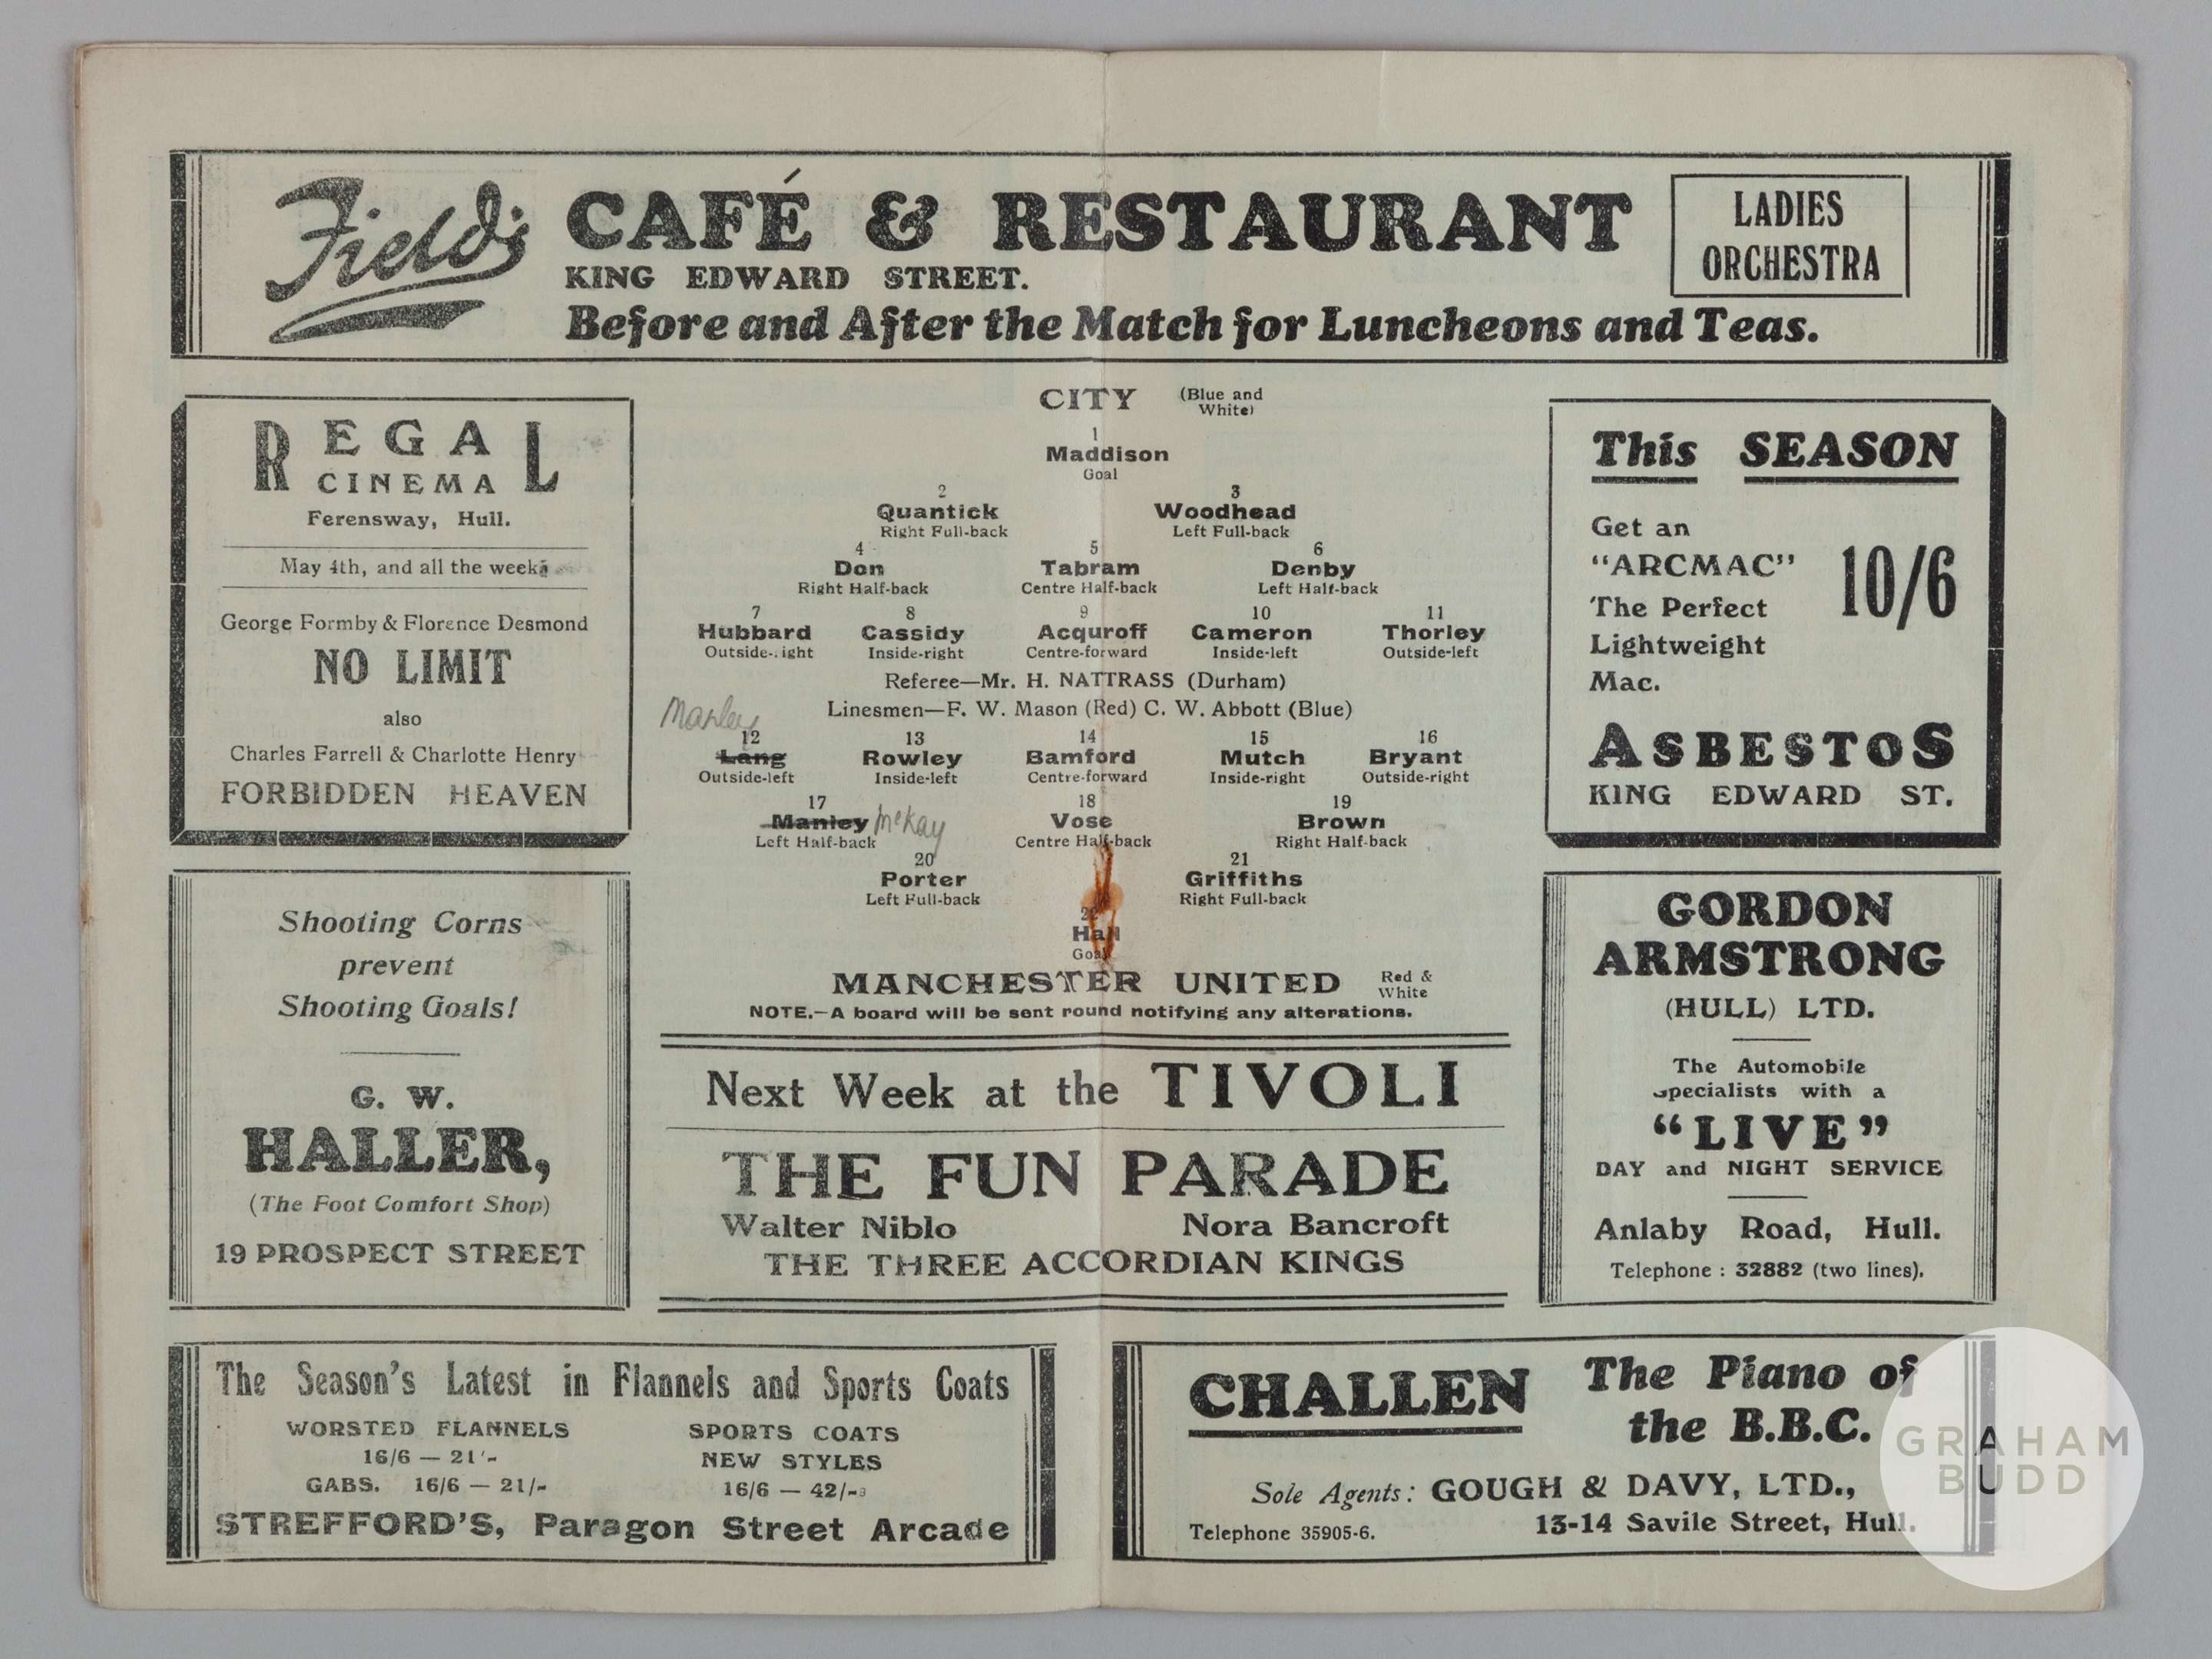 Field's CAFÉ & RESTAURANT
KING EDWARD STREET.
Before and After the Match for Luncheons and Teas.
LADIES
ORCHESTRA
REGAL
CINEMA
Ferensway, Hull.
May 4th, and all the week
George Formby & Florence Desmond
NO LIMIT
also
Charles Farrell & Charlotte Henry
FORBIDDEN HEAVEN
Shooting Corns
prevent
Shooting Goals!
G. W.
HALLER,
(The Foot Comfort Shop)
19 PROSPECT STREET
CITY (Blue and
White)
1
Maddison
Goal
2 3
Quantick Woodhead
Right Full-back Left Full-back
4 5 6
Don Tabram Denby
Right Half-back Centre Half-back Left Half-back
7 8 9 10 11
Hubbard Cassidy Acquroff Cameron Thorley
Outside-right Inside-right Centre-forward Inside-left Outside-left
Referee—Mr. H. NATTRASS (Durham)
Linesmen—F. W. Mason (Red) C. W. Abbott (Blue)
Manley
12 13 14 15 16
Lang Rowley Bamford Mutch Bryant
Outside-left Inside-left Centre-forward Inside-right Outside-right
17 18 19
Manley McKay Vose Brown
Left Half-back Centre Half-back Right Half-back
20 21
Porter Griffiths
Left Full-back Right Full-back
22
Hall
Goal
MANCHESTER UNITED Red &
White
NOTE.—A board will be sent round notifying any alterations.
Next Week at the TIVOLI
THE FUN PARADE
Walter Niblo Nora Bancroft
THE THREE ACCORDIAN KINGS
This SEASON
Get an
"ARCMAC"
The Perfect
Lightweight
Mac.
10/6
ASBESTOS
KING EDWARD ST.
GORDON
ARMSTRONG
(HULL) LTD.
The Automobile
Specialists with a
"LIVE"
DAY and NIGHT SERVICE
Anlaby Road, Hull.
Telephone : 32882 (two lines).
The Season's Latest in Flannels and Sports Coats
WORSTED FLANNELS
16/6 — 21/-
GABS. 16/6 — 21/-
SPORTS COATS
NEW STYLES
16/6 — 42/-
STREFFORD'S, Paragon Street Arcade
CHALLEN The Piano of
the B.B.C.
Sole Agents: GOUGH & DAVY, LTD.,
Telephone 35905-6. 13-14 Savile Street, Hull.
GRAHAM
BUDD